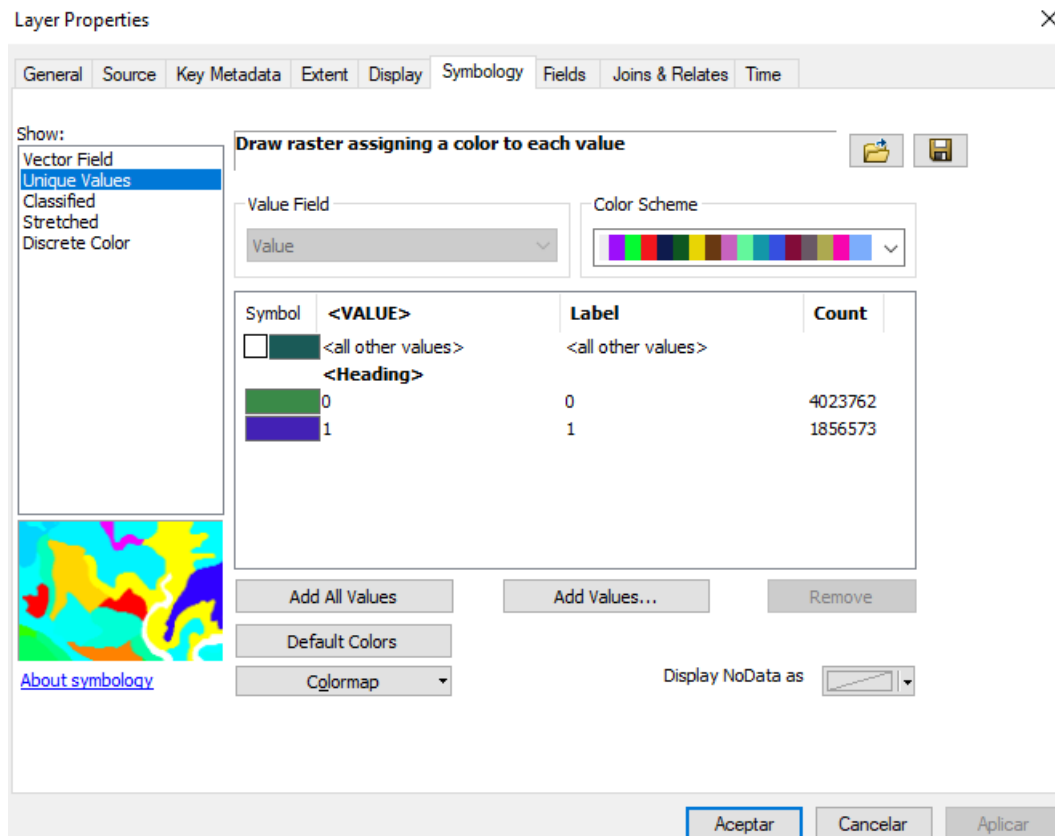 Layer Properties
General Source Key Metadata Extent Display Symbology Fields Joins & Relates Time
Show:
Vector Field
Unique Values
Classified
Stretched
Discrete Color
Draw raster assigning a color to each value
Value Field
Value
Color Scheme
Symbol <VALUE> Label Count
<all other values> <all other values>
<Heading>
0 0 4023762
1 1 1856573
Add All Values Add Values... Remove
Default Colors
Colormap
Display NoData as
About symbology
Aceptar Cancelar Aplicar